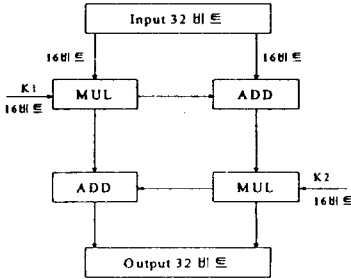 Input 32 비트
16비트 16비트
K1
16비트
MUL ADD
ADD MUL
K2
16비트
Output 32 비트